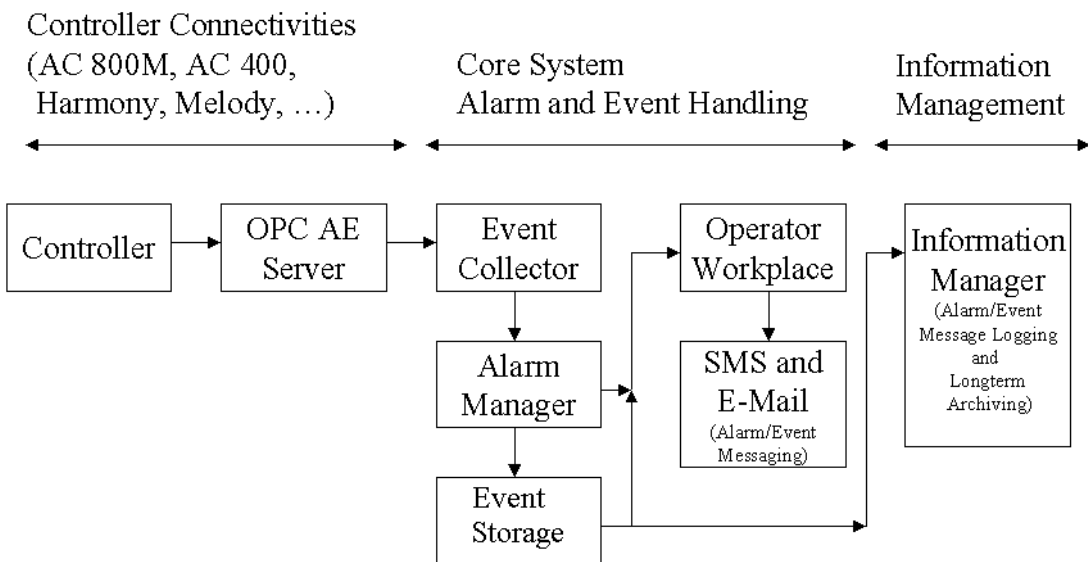 Controller Connectivities
(AC 800M, AC 400,
Harmony, Melody, …)
Core System
Alarm and Event Handling
Information
Management
Controller
OPC AE
Server
Event
Collector
Operator
Workplace
Information
Manager
(Alarm/Event
Message Logging
and
Longterm
Archiving)
Alarm
Manager
SMS and
E-Mail
(Alarm/Event
Messaging)
Event
Storage